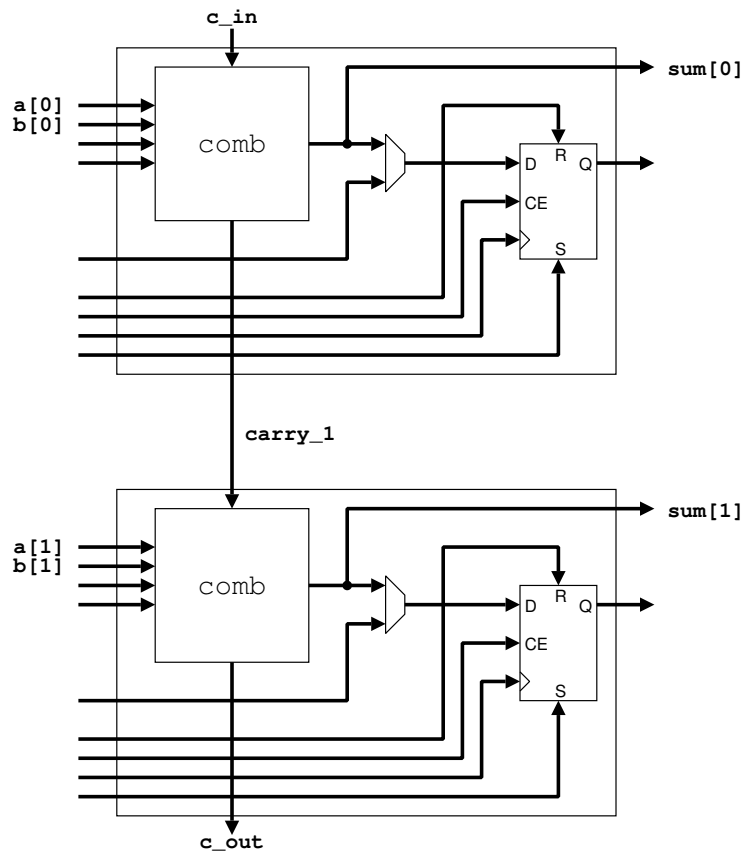 c_in
sum[0]
a[0]
b[0]
comb
R
D
Q
CE
S
carry_1
sum[1]
a[1]
b[1]
comb
R
D
Q
CE
S
c_out